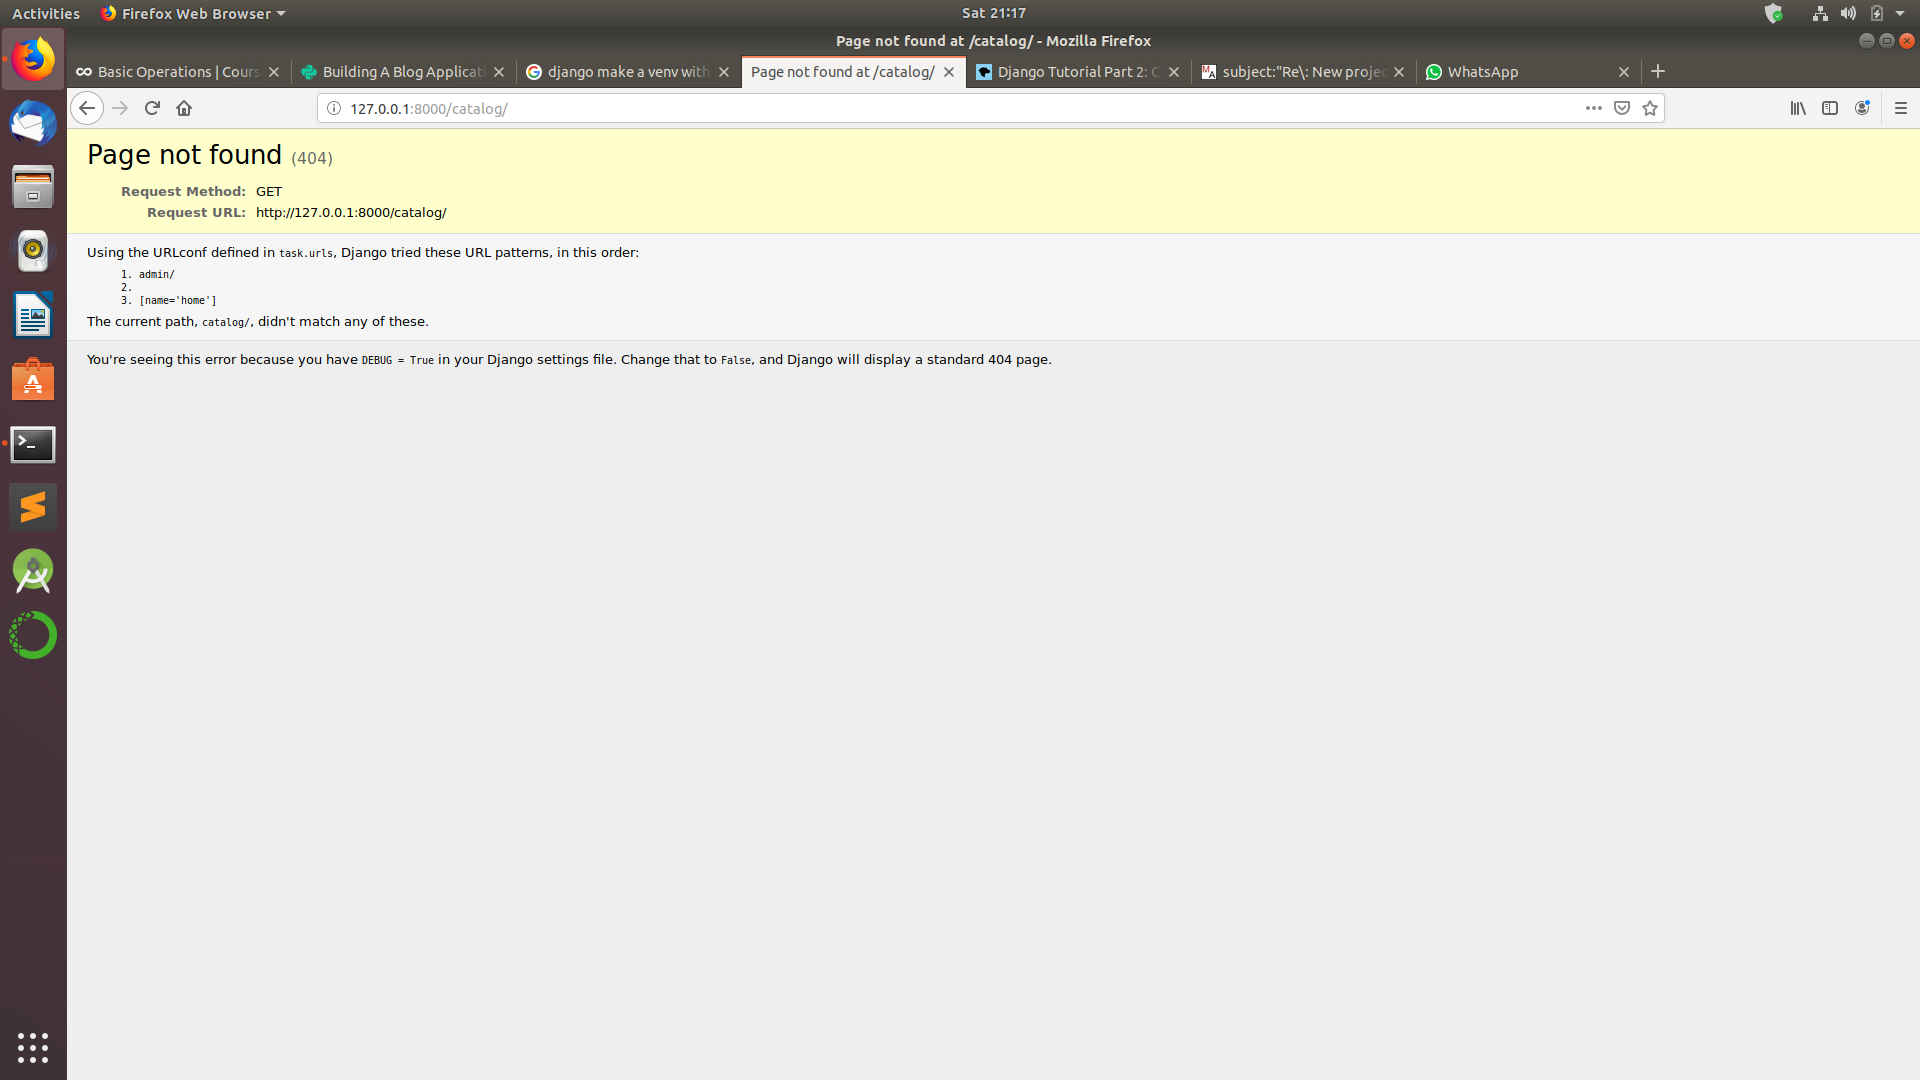 Activities
Firefox Web Browser
Sat 21:17
Page not found at /catalog/ - Mozilla Firefox
Basic Operations | Cours
Building A Blog Applicati
django make a venv with
Page not found at /catalog/
Django Tutorial Part 2: C
subject:"Re\: New projec
WhatsApp
127.0.0.1:8000/catalog/
Page not found (404)
Request Method: GET
Request URL: http://127.0.0.1:8000/catalog/
Using the URLconf defined in task.urls, Django tried these URL patterns, in this order:
1. admin/
2.
3. [name='home']
The current path, catalog/, didn't match any of these.
You're seeing this error because you have DEBUG = True in your Django settings file. Change that to False, and Django will display a standard 404 page.